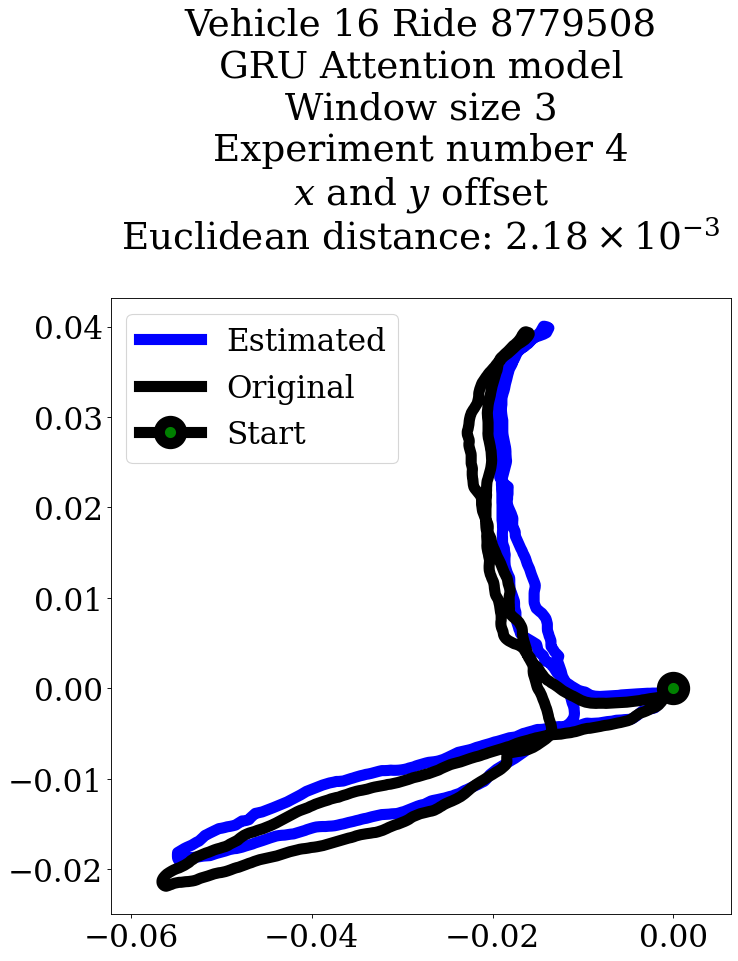 Vehicle 16 Ride 8779508
GRU Attention model
Window size 3
Experiment number 4
x and y offset
Euclidean distance: 2.18 × 10⁻³
Estimated
Original
Start
0.04
0.03
0.02
0.01
0.00
−0.01
−0.02
−0.06 −0.04 −0.02 0.00